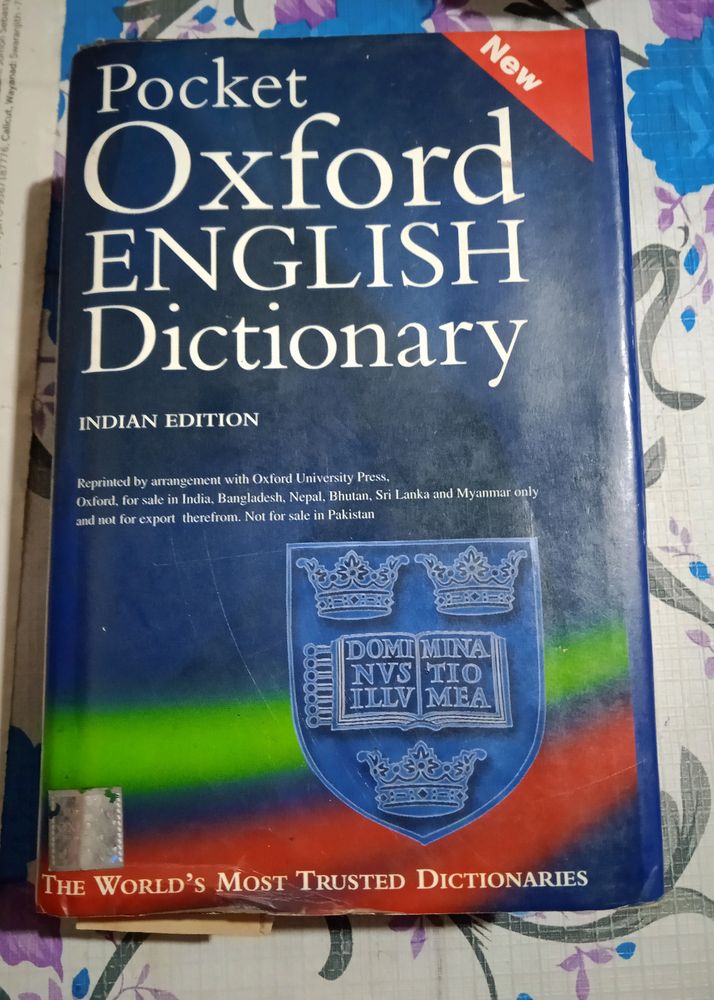 Pocket
New
Oxford
ENGLISH
Dictionary
INDIAN EDITION
Reprinted by arrangement with Oxford University Press,
Oxford, for sale in India, Bangladesh, Nepal, Bhutan, Sri Lanka and Myanmar only
and not for export therefrom. Not for sale in Pakistan
DOMI MINA
NVS TIO
ILLV MEA
THE WORLD'S MOST TRUSTED DICTIONARIES